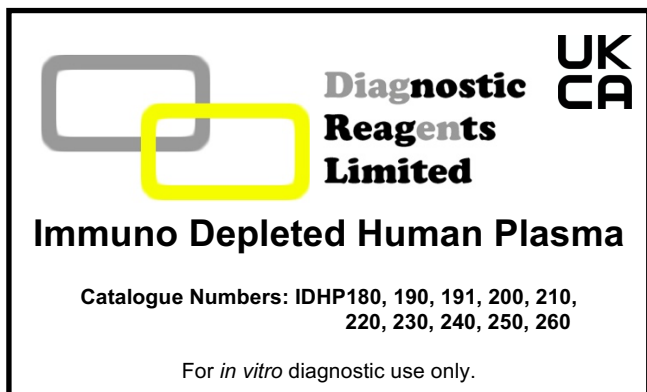 UK
CA
Diagnostic
Reagents
Limited
Immuno Depleted Human Plasma
Catalogue Numbers: IDHP180, 190, 191, 200, 210,
220, 230, 240, 250, 260
For in vitro diagnostic use only.